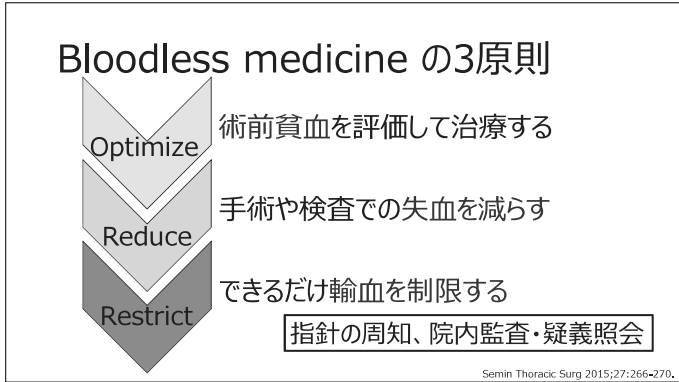 Bloodless medicine の3原則
Optimize
術前貧血を評価して治療する
Reduce
手術や検査での失血を減らす
Restrict
できるだけ輸血を制限する
指針の周知、院内監査・疑義照会
Semin Thoracic Surg 2015;27:266-270.